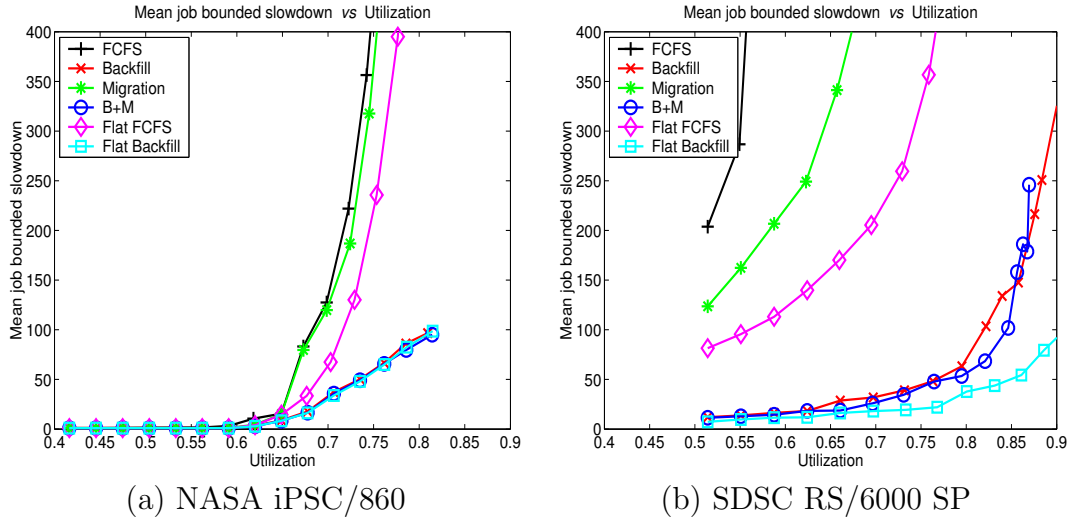 Mean job bounded slowdown vs Utilization
400
350
300
250
200
150
100
50
0
Mean job bounded slowdown
FCFS
Backfill
Migration
B+M
Flat FCFS
Flat Backfill
0.4 0.45 0.5 0.55 0.6 0.65 0.7 0.75 0.8 0.85 0.9
Utilization
(a) NASA iPSC/860
Mean job bounded slowdown vs Utilization
400
350
300
250
200
150
100
50
0
Mean job bounded slowdown
FCFS
Backfill
Migration
B+M
Flat FCFS
Flat Backfill
0.4 0.45 0.5 0.55 0.6 0.65 0.7 0.75 0.8 0.85 0.9
Utilization
(b) SDSC RS/6000 SP